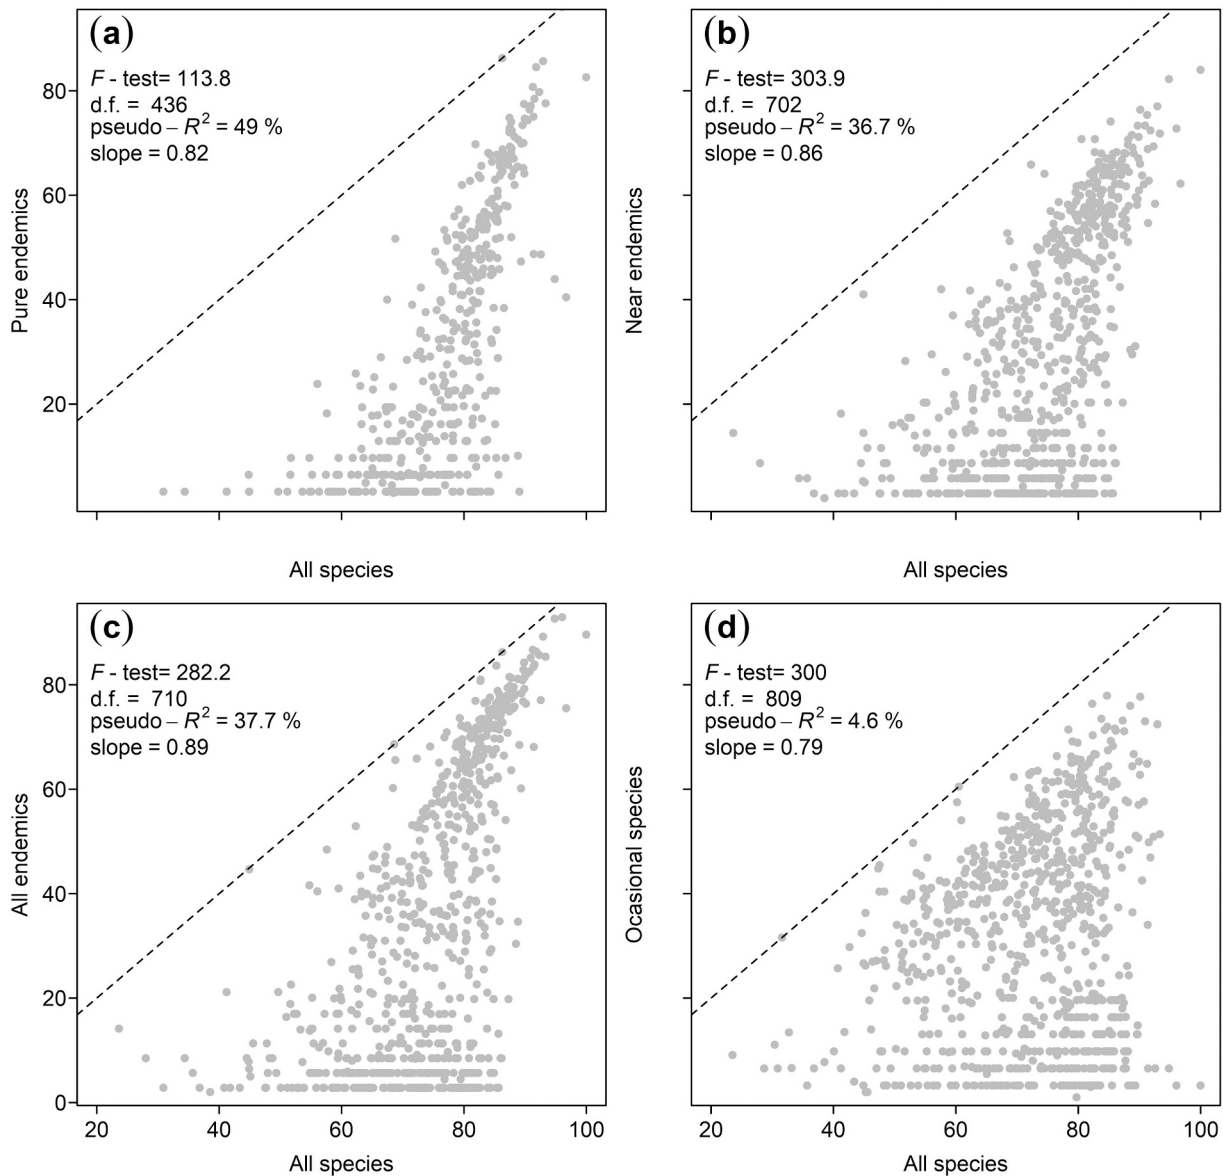 (a)
F - test= 113.8
d.f. = 436
pseudo – R² = 49 %
slope = 0.82
80
60
40
20
Pure endemics
All species
(b)
F - test= 303.9
d.f. = 702
pseudo – R² = 36.7 %
slope = 0.86
Near endemics
All species
(c)
F - test= 282.2
d.f. = 710
pseudo – R² = 37.7 %
slope = 0.89
80
60
40
20
0
All endemics
20 40 60 80 100
All species
(d)
F - test= 300
d.f. = 809
pseudo – R² = 4.6 %
slope = 0.79
Ocasional species
20 40 60 80 100
All species